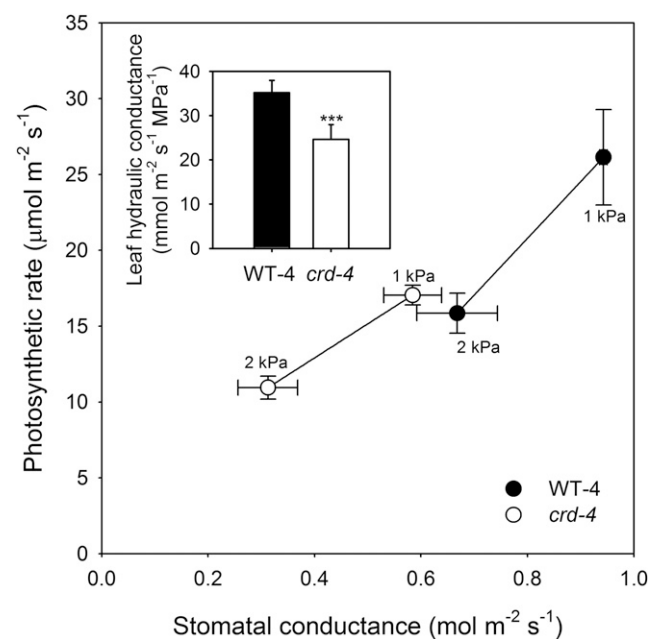 Photosynthetic rate (μmol m⁻² s⁻¹)
35
30
25
20
15
10
5
0
Leaf hydraulic conductance
(mmol m⁻² s⁻¹ MPa⁻¹)
40
30
20
10
0
***
WT-4 crd-4
1 kPa
1 kPa
2 kPa
2 kPa
WT-4
crd-4
0.0 0.2 0.4 0.6 0.8 1.0
Stomatal conductance (mol m⁻² s⁻¹)